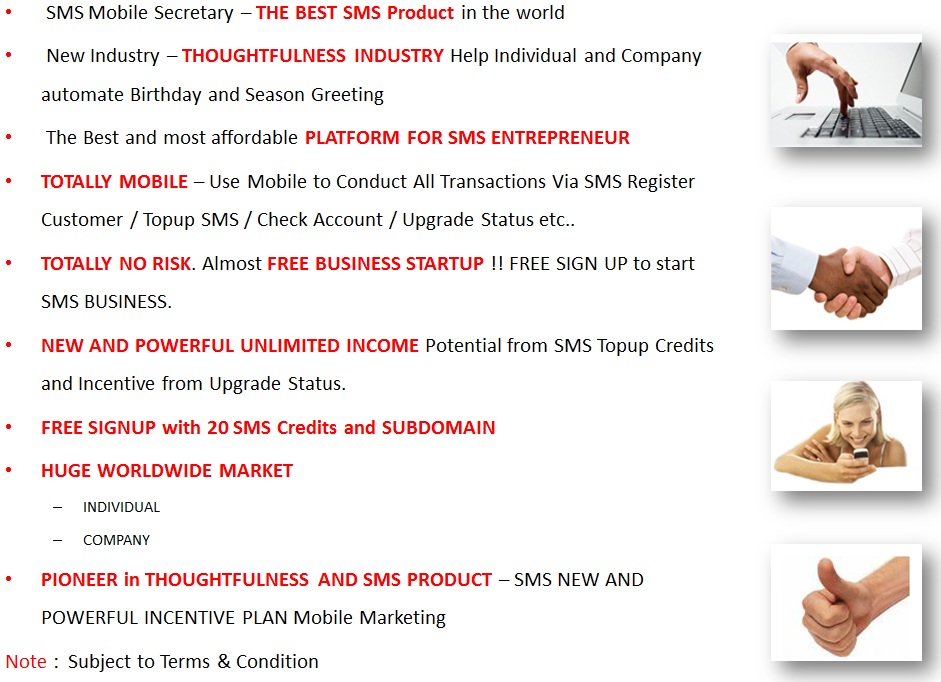 • SMS Mobile Secretary – THE BEST SMS Product in the world
• New Industry – THOUGHTFULNESS INDUSTRY Help Individual and Company
automate Birthday and Season Greeting
• The Best and most affordable PLATFORM FOR SMS ENTREPRENEUR
• TOTALLY MOBILE – Use Mobile to Conduct All Transactions Via SMS Register
Customer / Topup SMS / Check Account / Upgrade Status etc..
• TOTALLY NO RISK. Almost FREE BUSINESS STARTUP !! FREE SIGN UP to start
SMS BUSINESS.
• NEW AND POWERFUL UNLIMITED INCOME Potential from SMS Topup Credits
and Incentive from Upgrade Status.
• FREE SIGNUP with 20 SMS Credits and SUBDOMAIN
• HUGE WORLDWIDE MARKET
– INDIVIDUAL
– COMPANY
• PIONEER in THOUGHTFULNESS AND SMS PRODUCT – SMS NEW AND
POWERFUL INCENTIVE PLAN Mobile Marketing
Note : Subject to Terms & Condition